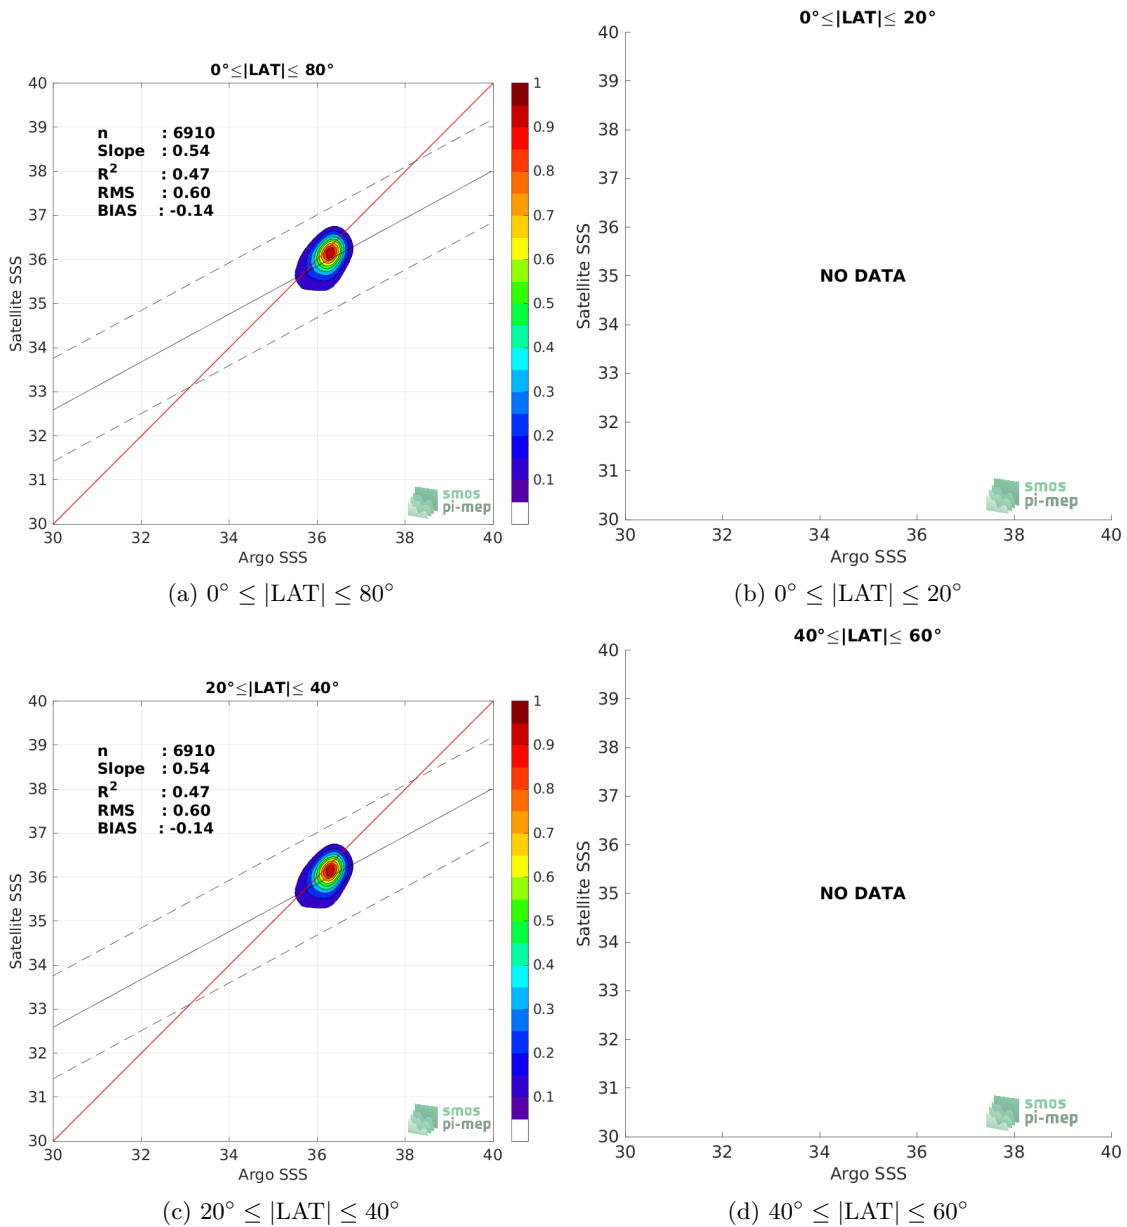 0°≤|LAT|≤ 80°
40
39
38
37
36
35
34
33
32
31
30
Satellite SSS
n : 6910
Slope : 0.54
R² : 0.47
RMS : 0.60
BIAS : -0.14
smos
pi-mep
30 32 34 36 38 40
Argo SSS
1
0.9
0.8
0.7
0.6
0.5
0.4
0.3
0.2
0.1
(a) 0° ≤ |LAT| ≤ 80°
0°≤|LAT|≤ 20°
40
39
38
37
36
35
34
33
32
31
30
Satellite SSS
NO DATA
smos
pi-mep
30 32 34 36 38 40
Argo SSS
(b) 0° ≤ |LAT| ≤ 20°
20°≤|LAT|≤ 40°
40
39
38
37
36
35
34
33
32
31
30
Satellite SSS
n : 6910
Slope : 0.54
R² : 0.47
RMS : 0.60
BIAS : -0.14
smos
pi-mep
30 32 34 36 38 40
Argo SSS
1
0.9
0.8
0.7
0.6
0.5
0.4
0.3
0.2
0.1
(c) 20° ≤ |LAT| ≤ 40°
40°≤|LAT|≤ 60°
40
39
38
37
36
35
34
33
32
31
30
Satellite SSS
NO DATA
smos
pi-mep
30 32 34 36 38 40
Argo SSS
(d) 40° ≤ |LAT| ≤ 60°